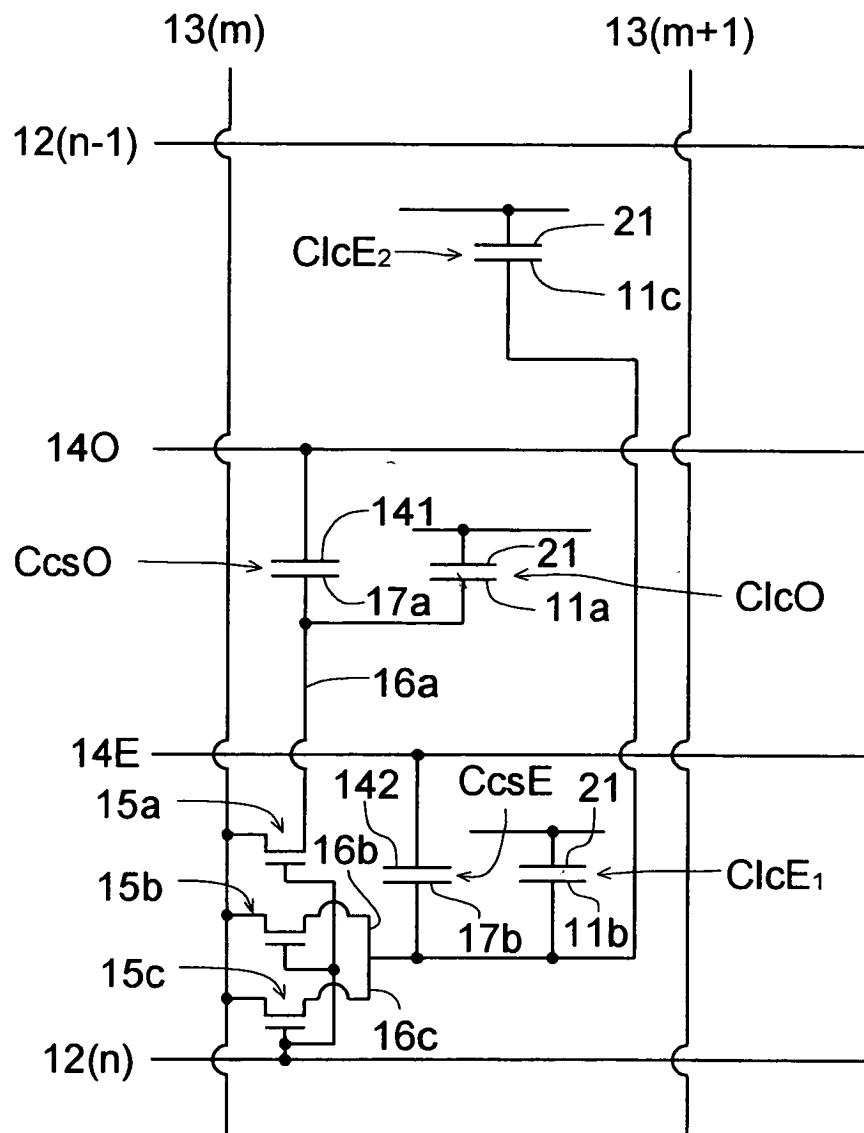 13(m) 13(m+1)
12(n-1)
21
ClcE2
11c
14O
141
21
CcsO
17a
11a
ClcO
16a
14E
CcsE
15a
142
21
16b
15b
ClcE1
17b
11b
15c
16c
12(n)